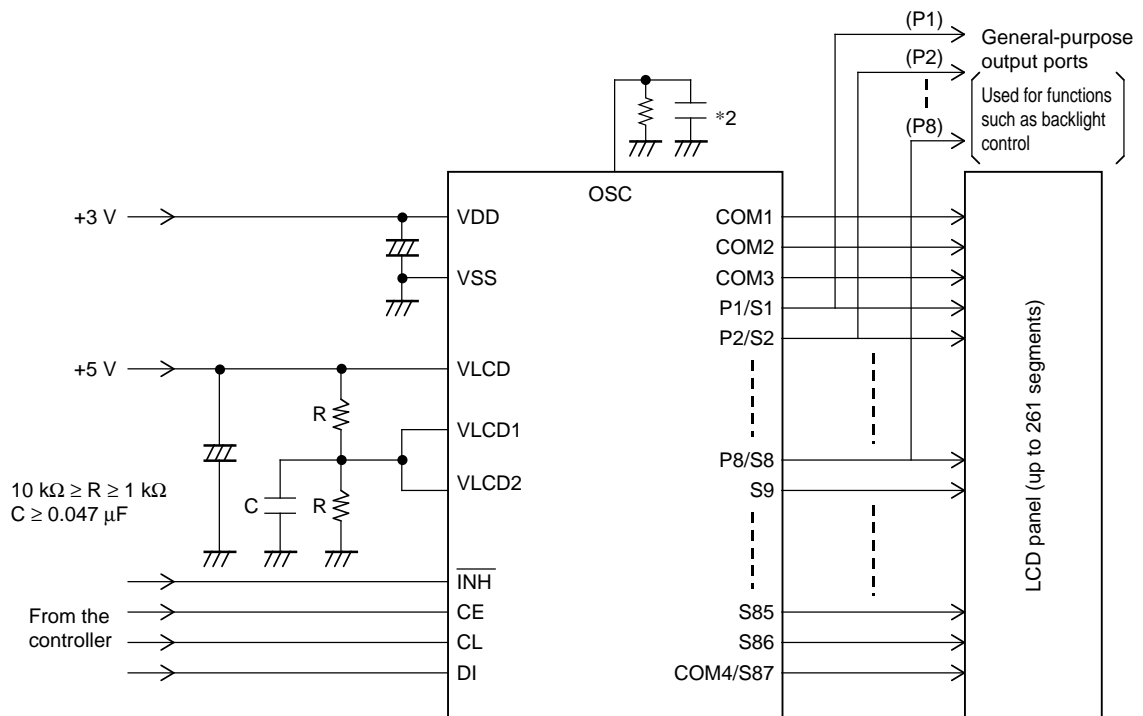 (P1)
General-purpose
output ports
(P2)
Used for functions
such as backlight
control
(P8)
*2
OSC
+3 V
VDD
VSS
+5 V
VLCD
R
VLCD1
VLCD2
C
R
10 kΩ ≥ R ≥ 1 kΩ
C ≥ 0.047 μF
INH
From the
controller
CE
CL
DI
COM1
COM2
COM3
P1/S1
P2/S2
P8/S8
S9
S85
S86
COM4/S87
LCD panel (up to 261 segments)